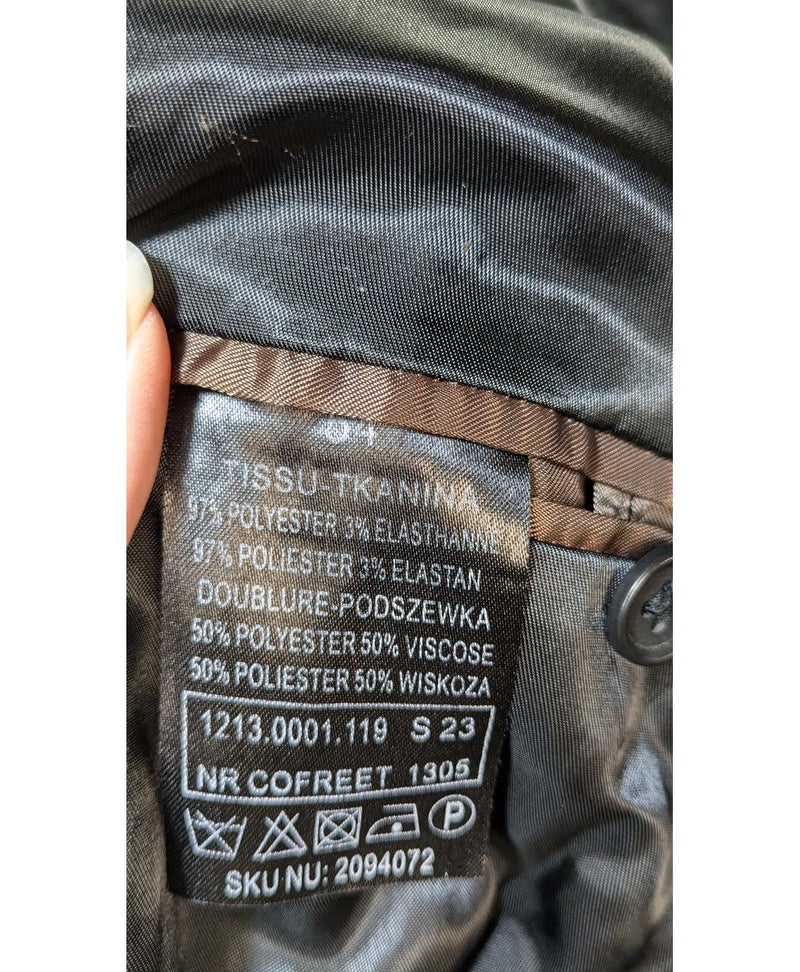 TISSU-TKANINA
97% POLYESTER 3% ELASTHANNE
97% POLIESTER 3% ELASTAN
DOUBLURE-PODSZEWKA
50% POLYESTER 50% VISCOSE
50% POLIESTER 50% WISKOZA
1213.0001.119 S 23
NR COFREET 1305
P
SKU NU: 2094072